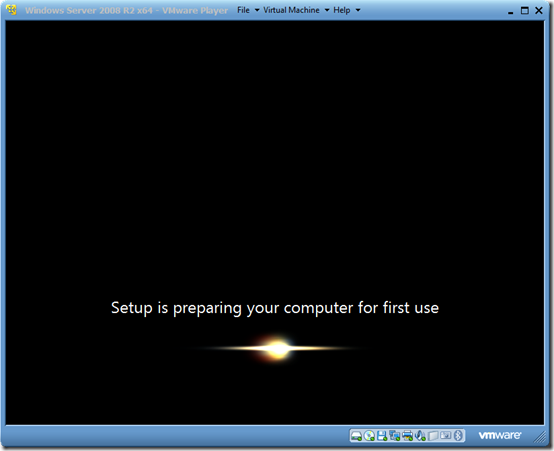 Windows Server 2008 R2 x64 - VMware Player File Virtual Machine Help
Setup is preparing your computer for first use
vmware